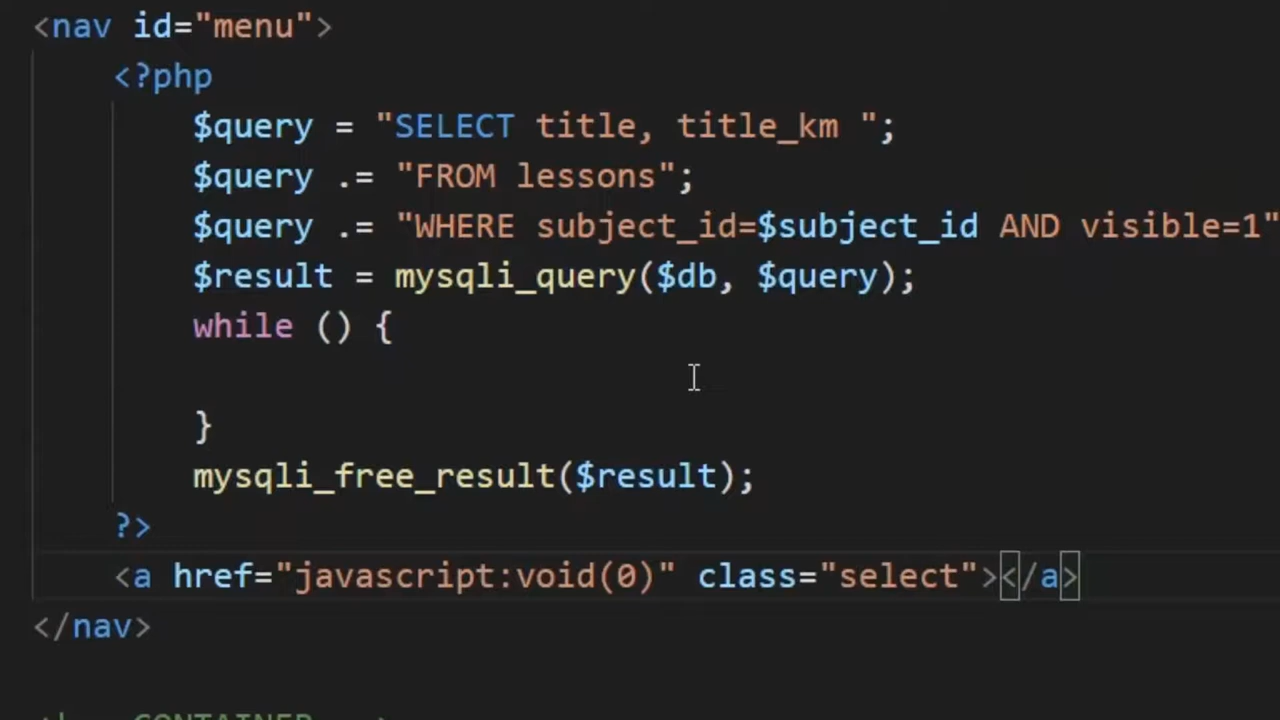 <nav id="menu">
<?php
$query = "SELECT title, title_km ";
$query .= "FROM lessons";
$query .= "WHERE subject_id=$subject_id AND visible=1"
$result = mysqli_query($db, $query);
while () {
}
mysqli_free_result($result);
?>
<a href="javascript:void(0)" class="select"></a>
</nav>
CONTAINER